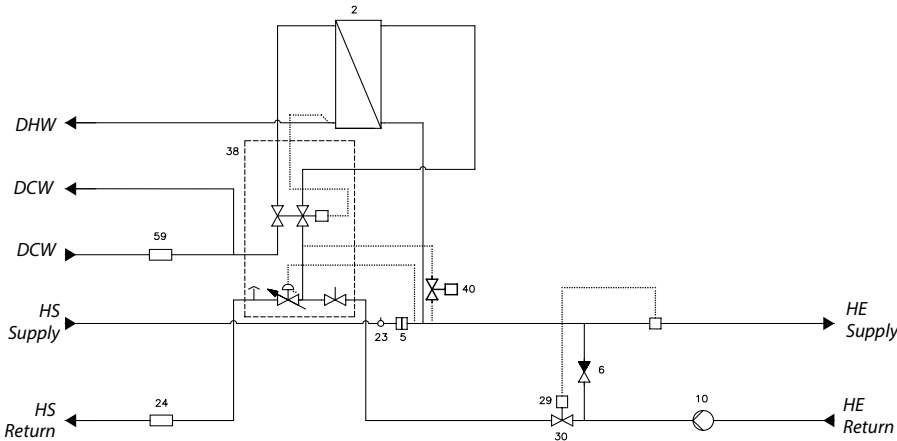 2
DHW
38
DCW
DCW
59
40
HS
Supply
23
5
HE
Supply
6
HS
Return
24
29
30
10
HE
Return